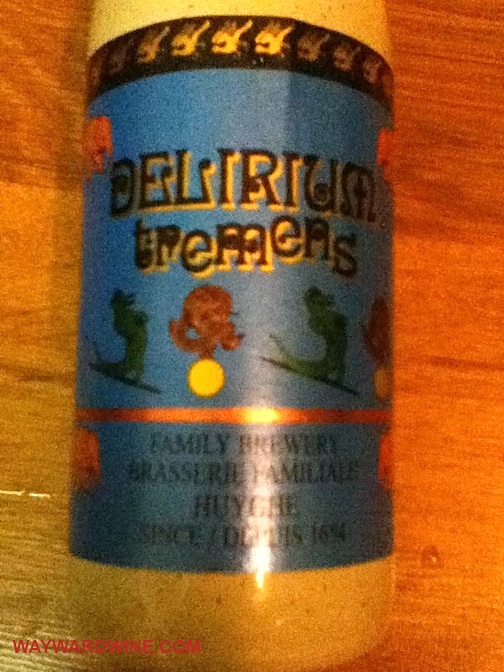 DELIRIUM
tremens
FAMILY BREWERY
BRASSERIE FAMILIALE
HUYGHE
SINCE / DEPUIS 1654
WAYWARDWINE.COM